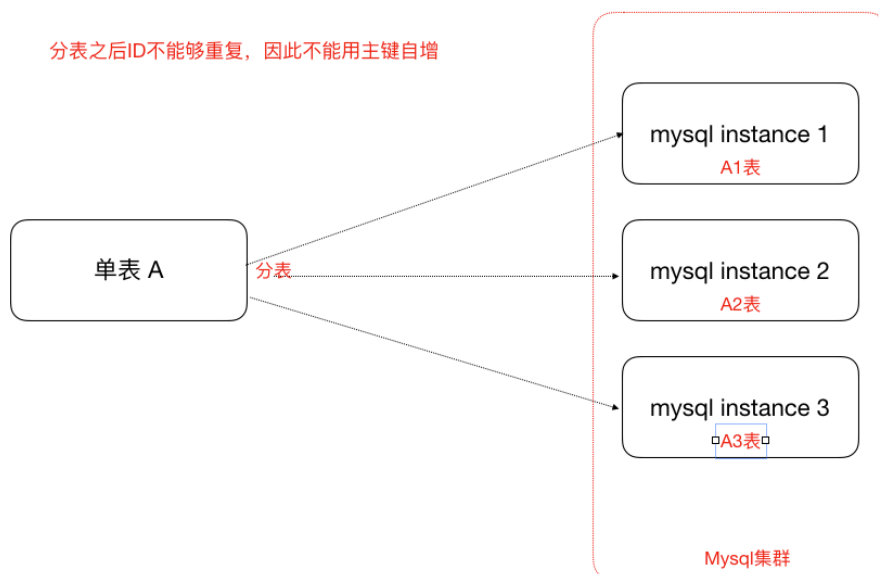 分表之后ID不能够重复，因此不能用主键自增
mysql instance 1
A1表
单表 A
分表
mysql instance 2
A2表
mysql instance 3
A3表
Mysql集群